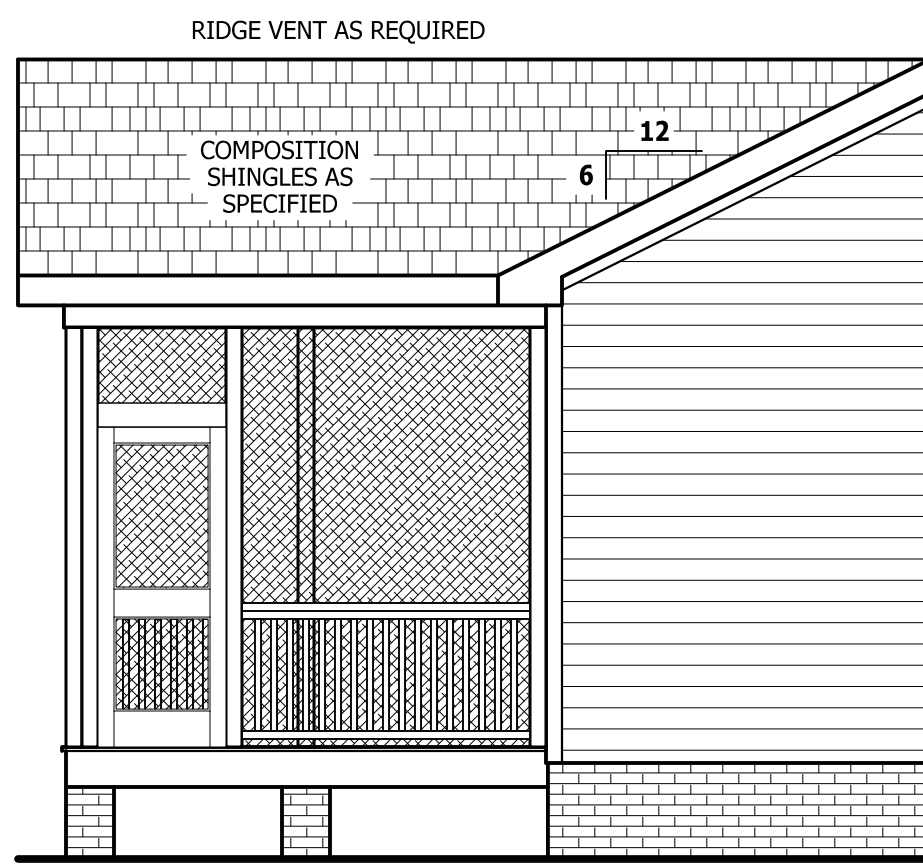 RIDGE VENT AS REQUIRED
12
COMPOSITION
SHINGLES AS
SPECIFIED
6